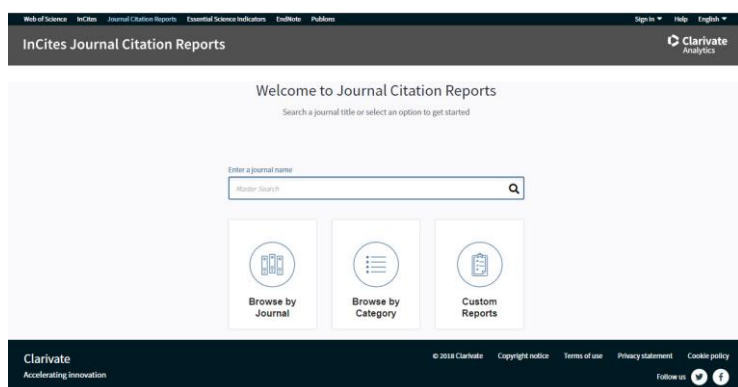 Web of Science InCites Journal Citation Reports Essential Science Indicators EndNote Publons Sign In Help English
InCites Journal Citation Reports
Clarivate
Analytics
Welcome to Journal Citation Reports
Search a journal title or select an option to get started
Enter a journal name
Master Search
Browse by
Journal
Browse by
Category
Custom
Reports
Clarivate
Accelerating innovation
© 2018 Clarivate Copyright notice Terms of use Privacy statement Cookie policy
Follow us